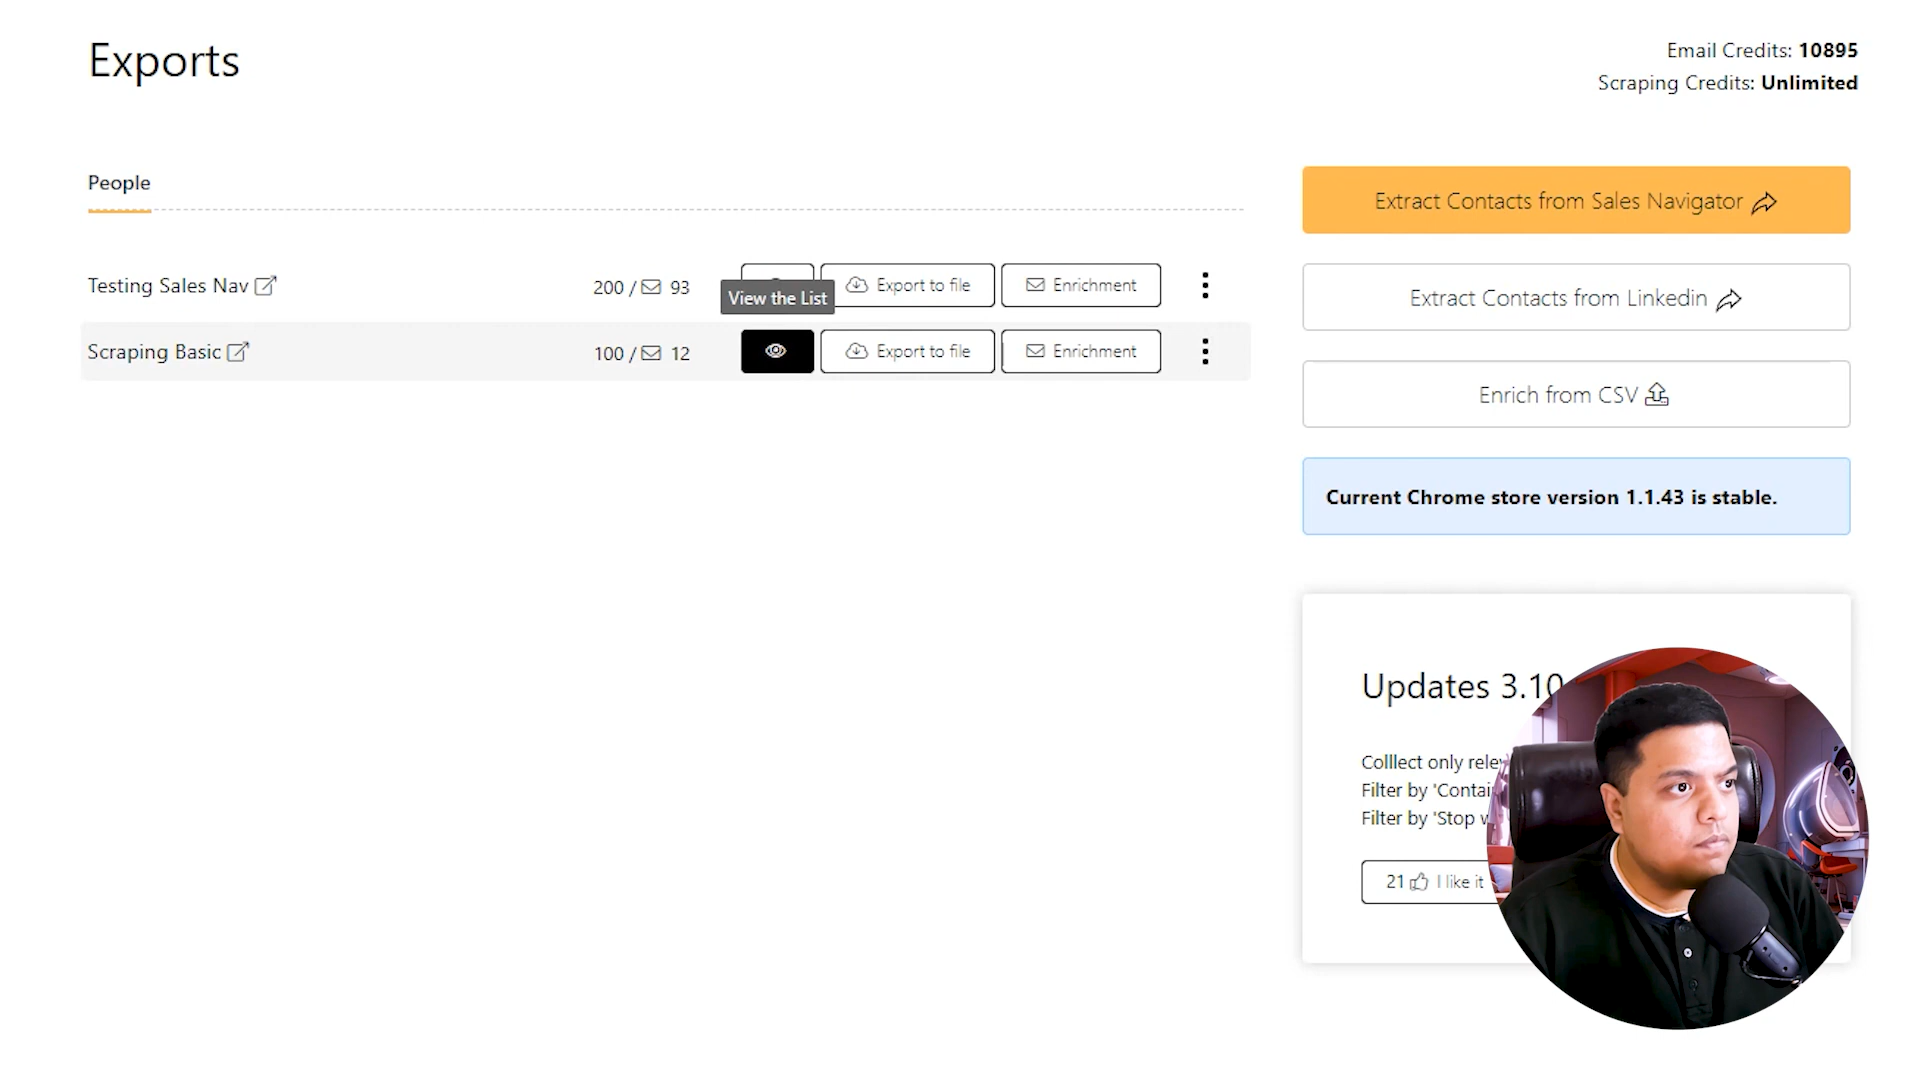 Exports
Email Credits: 10895
Scraping Credits: Unlimited
People
Testing Sales Nav
200 / 93
View the List
Export to file
Enrichment
Scraping Basic
100 / 12
Export to file
Enrichment
Extract Contacts from Sales Navigator
Extract Contacts from Linkedin
Enrich from CSV
Current Chrome store version 1.1.43 is stable.
Updates 3.10
Colllect only
Filter by
Filter by 'Stop
21 I like it